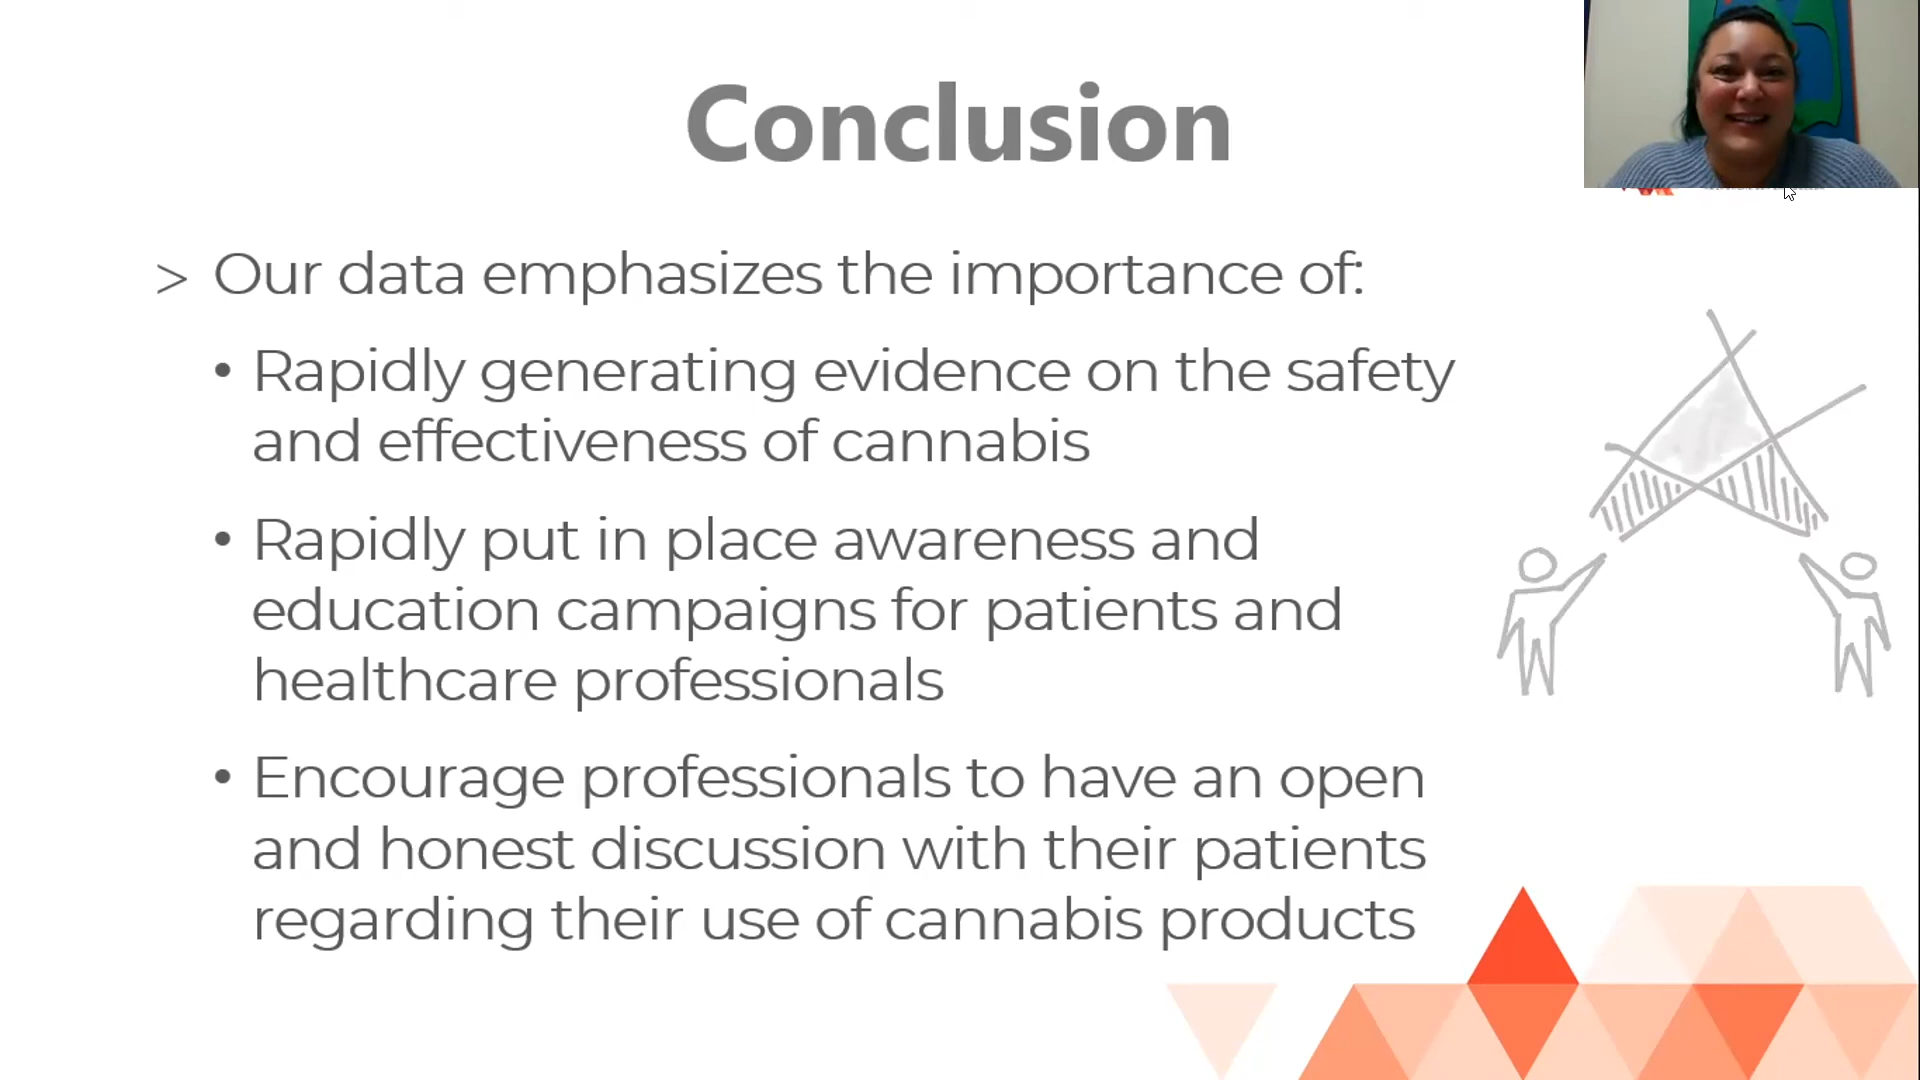 Conclusion
> Our data emphasizes the importance of:
• Rapidly generating evidence on the safety
and effectiveness of cannabis
• Rapidly put in place awareness and
education campaigns for patients and
healthcare professionals
• Encourage professionals to have an open
and honest discussion with their patients
regarding their use of cannabis products